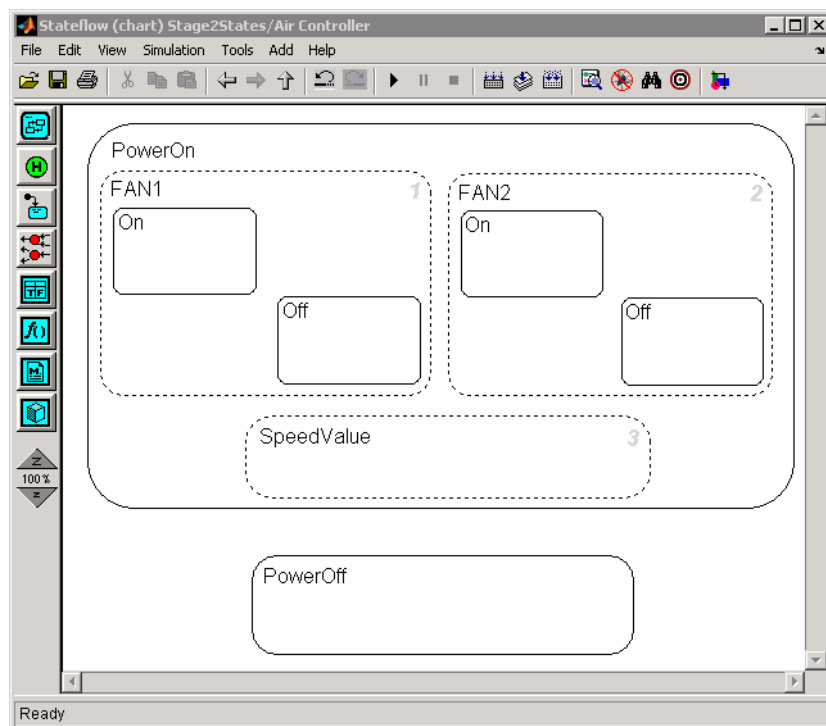 Stateflow (chart) Stage2States/Air Controller
File Edit View Simulation Tools Add Help
PowerOn
FAN1 1
FAN2 2
On
On
Off
Off
SpeedValue 3
PowerOff
H
TF
f()
M
Z
100%
z
Ready